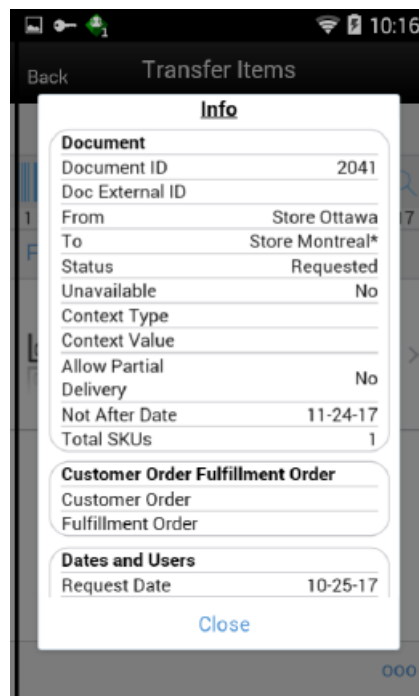 1
10:16
Back
Transfer Items
Info
Document
Document ID 2041
Doc External ID
From Store Ottawa
To Store Montreal*
Status Requested
Unavailable No
Context Type
Context Value
Allow Partial
Delivery No
Not After Date 11-24-17
Total SKUs 1
Customer Order Fulfillment Order
Customer Order
Fulfillment Order
Dates and Users
Request Date 10-25-17
Close